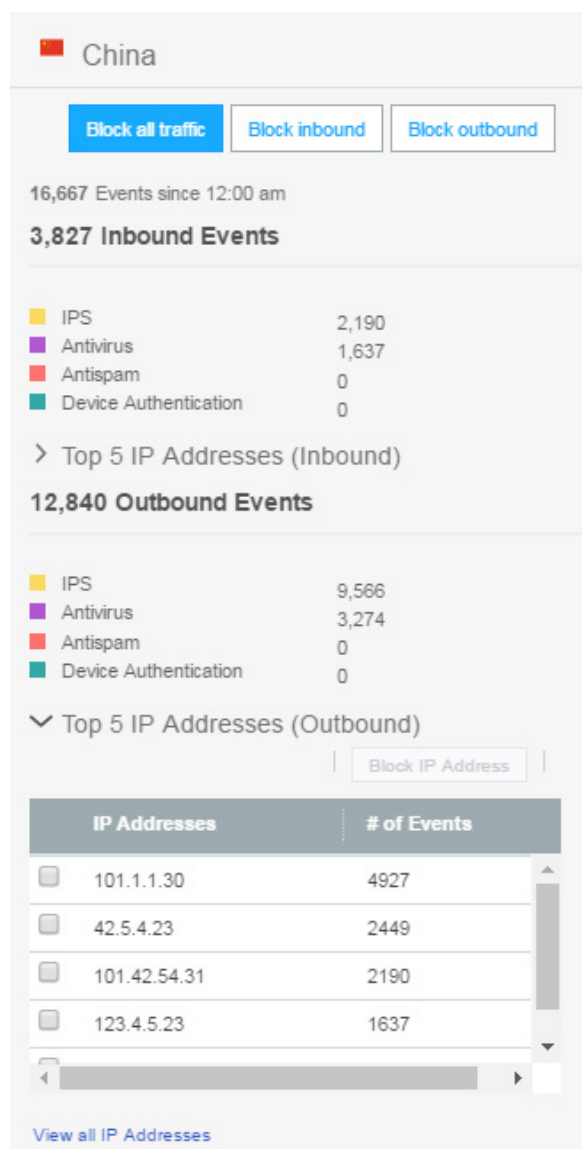 China
Block all traffic Block inbound Block outbound
16,667 Events since 12:00 am
3,827 Inbound Events
IPS 2,190
Antivirus 1,637
Antispam 0
Device Authentication 0
Top 5 IP Addresses (Inbound)
12,840 Outbound Events
IPS 9,566
Antivirus 3,274
Antispam 0
Device Authentication 0
Top 5 IP Addresses (Outbound)
Block IP Address
IP Addresses # of Events
101.1.1.30 4927
42.5.4.23 2449
101.42.54.31 2190
123.4.5.23 1637
View all IP Addresses